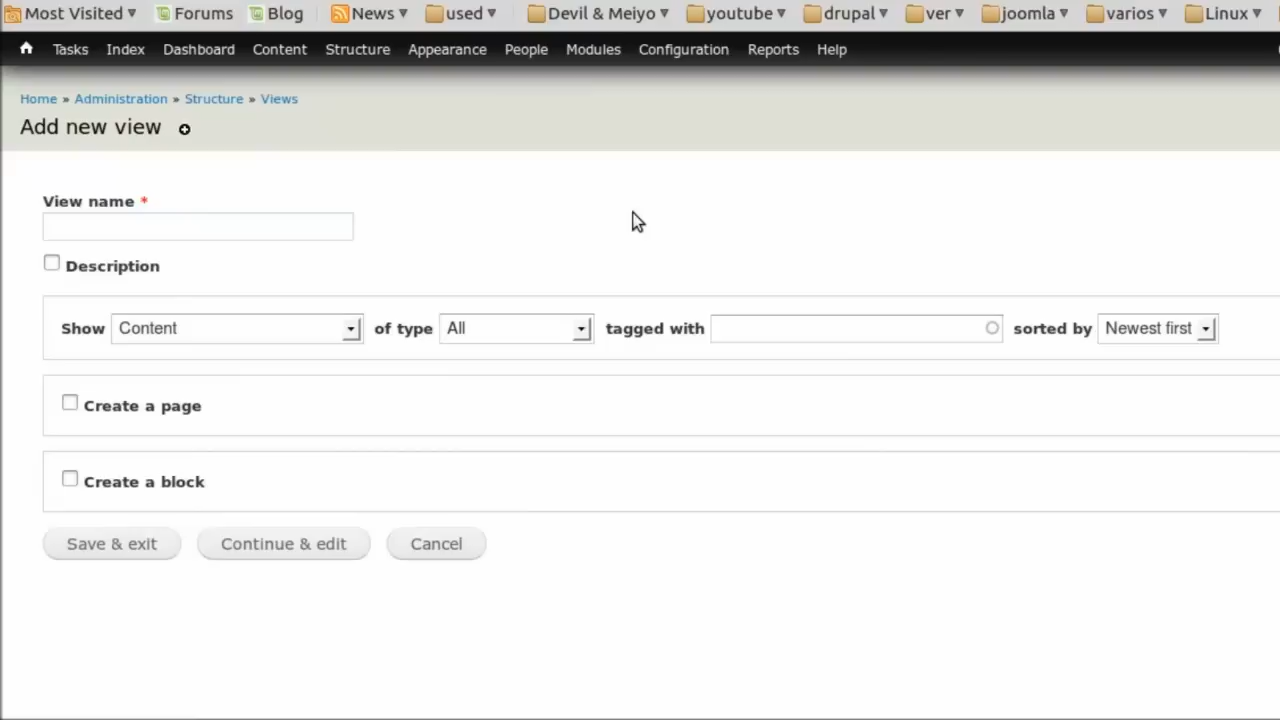 Most Visited Forums Blog News used Devil & Meiyo youtube drupal ver joomla varios Linux
Tasks Index Dashboard Content Structure Appearance People Modules Configuration Reports Help
Home » Administration » Structure » Views
Add new view
View name *
Description
Show Content of type All tagged with sorted by Newest first
Create a page
Create a block
Save & exit Continue & edit Cancel